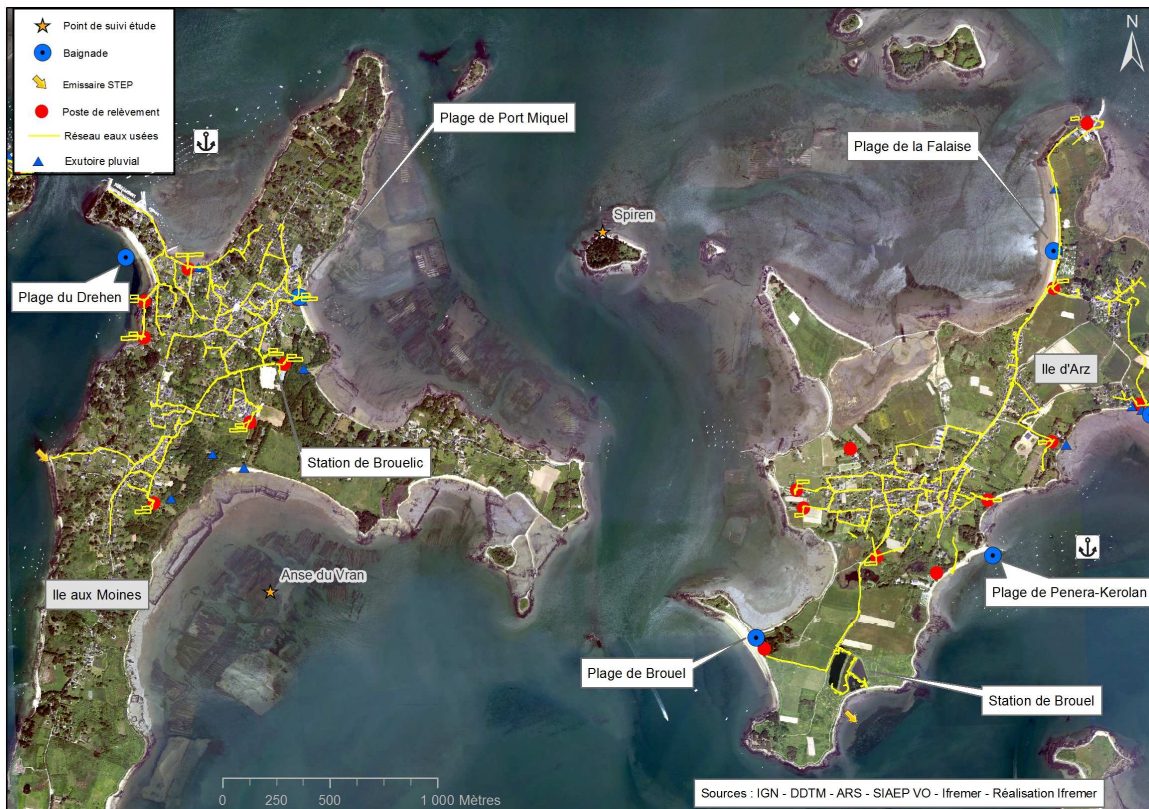 Point de suivi étude
Baignade
Emissaire STEP
Poste de relèvement
Réseau eaux usées
Exutoire pluvial
N
Plage de Port Miquel
Plage de la Falaise
Spiren
Plage du Drehen
Ile d'Arz
Station de Brouelic
Anse du Vran
Ile aux Moines
Plage de Penera-Kerolan
Plage de Brouel
Station de Brouel
0 250 500 1 000 Mètres
Sources : IGN - DDTM - ARS - SIAEP VO - Ifremer - Réalisation Ifremer